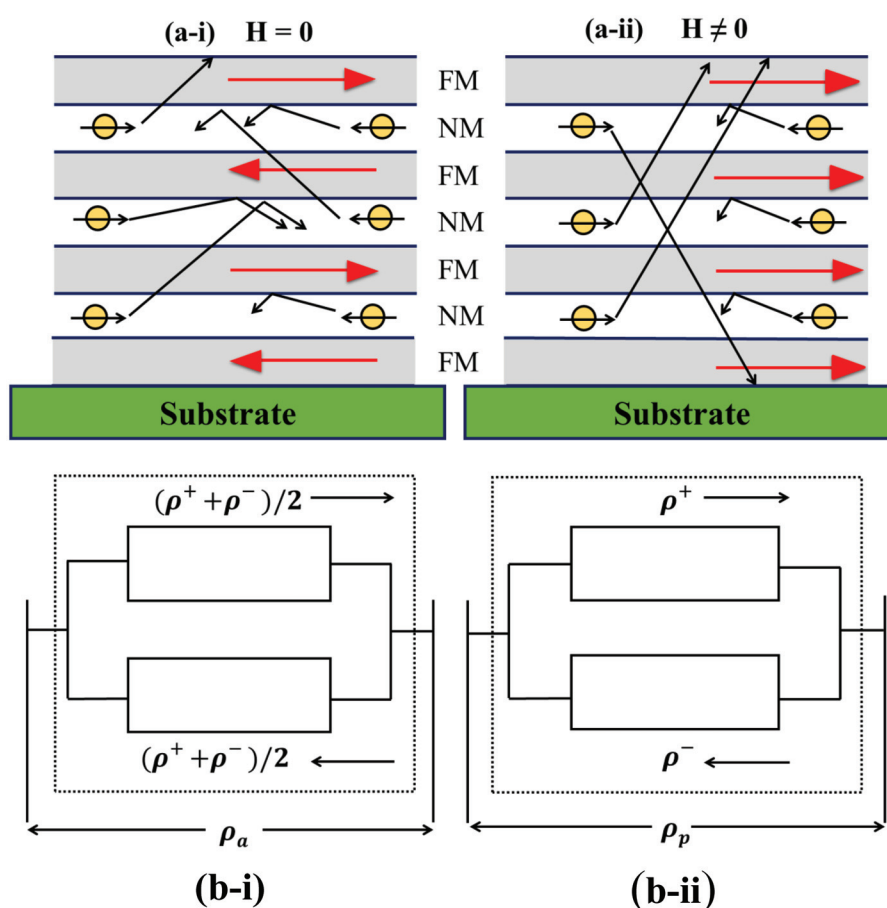 (a-i) H = 0
(a-ii) H ≠ 0
FM
NM
FM
NM
FM
NM
FM
Substrate
Substrate
(ρ⁺ +ρ⁻)/2
(ρ⁺ +ρ⁻)/2
ρₐ
(b-i)
ρ⁺
ρ⁻
ρₚ
(b-ii)